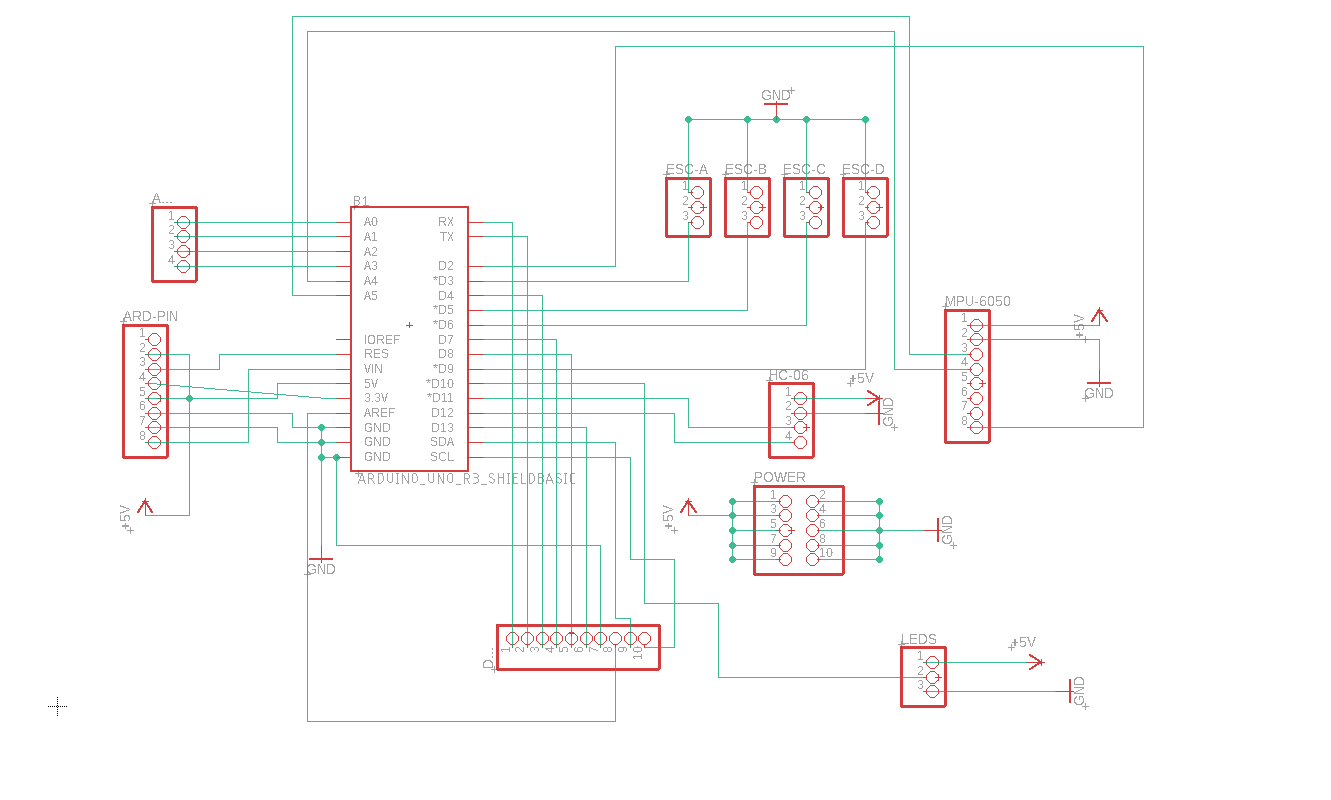 GND
ESC-A
1
2
3
ESC-B
1
2
3
ESC-C
1
2
3
ESC-D
1
2
3
A...
1
2
3
4
B1
A0
A1
A2
A3
A4
A5
IOREF
RES
VIN
5V
3.3V
AREF
GND
GND
GND
RX
TX
D2
*D3
D4
*D5
*D6
D7
D8
*D9
*D10
*D11
D12
D13
SDA
SCL
ARDUINO_UNO_R3_SHIELDBASIC
ARD-PIN
1
2
3
4
5
6
7
8
+5V
GND
MPU-6050
1
2
3
4
5
6
7
8
+5V
GND
HC-06
1
2
3
4
+5V
GND
POWER
1
2
3
4
5
6
7
8
9
10
+5V
GND
D...
1
2
3
4
5
6
7
8
9
10
LEDS
1
2
3
+5V
GND